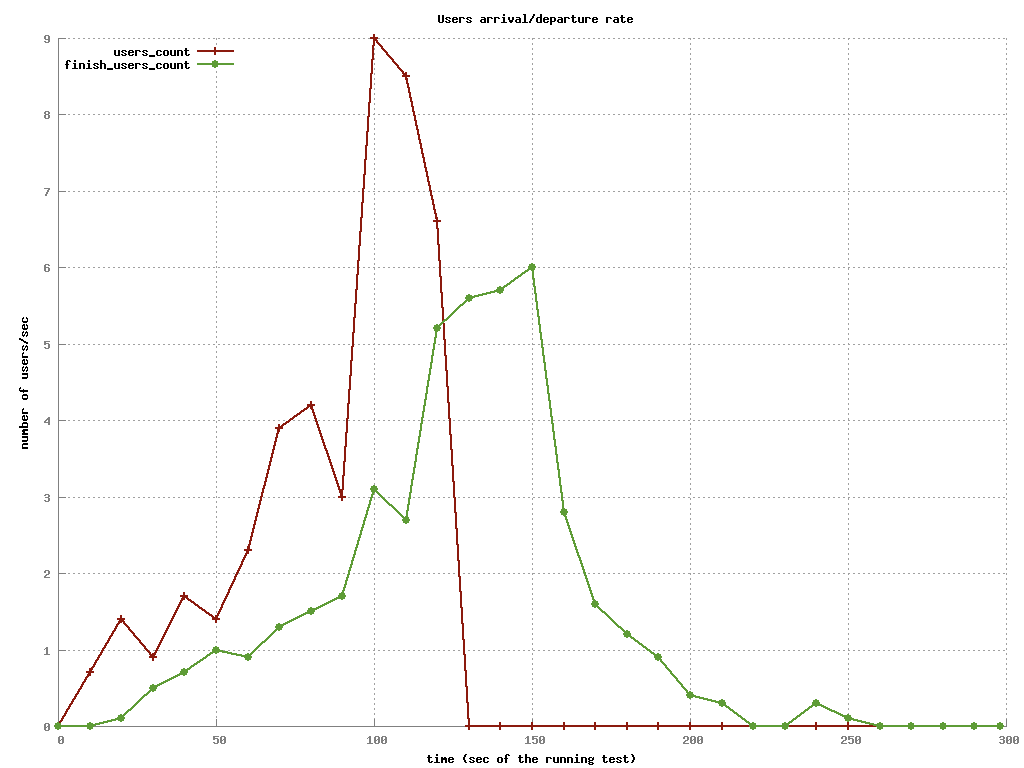 Users arrival/departure rate
users_count
finish_users_count
9
8
7
6
5
4
3
2
1
0
number of users/sec
0 50 100 150 200 250 300
time (sec of the running test)